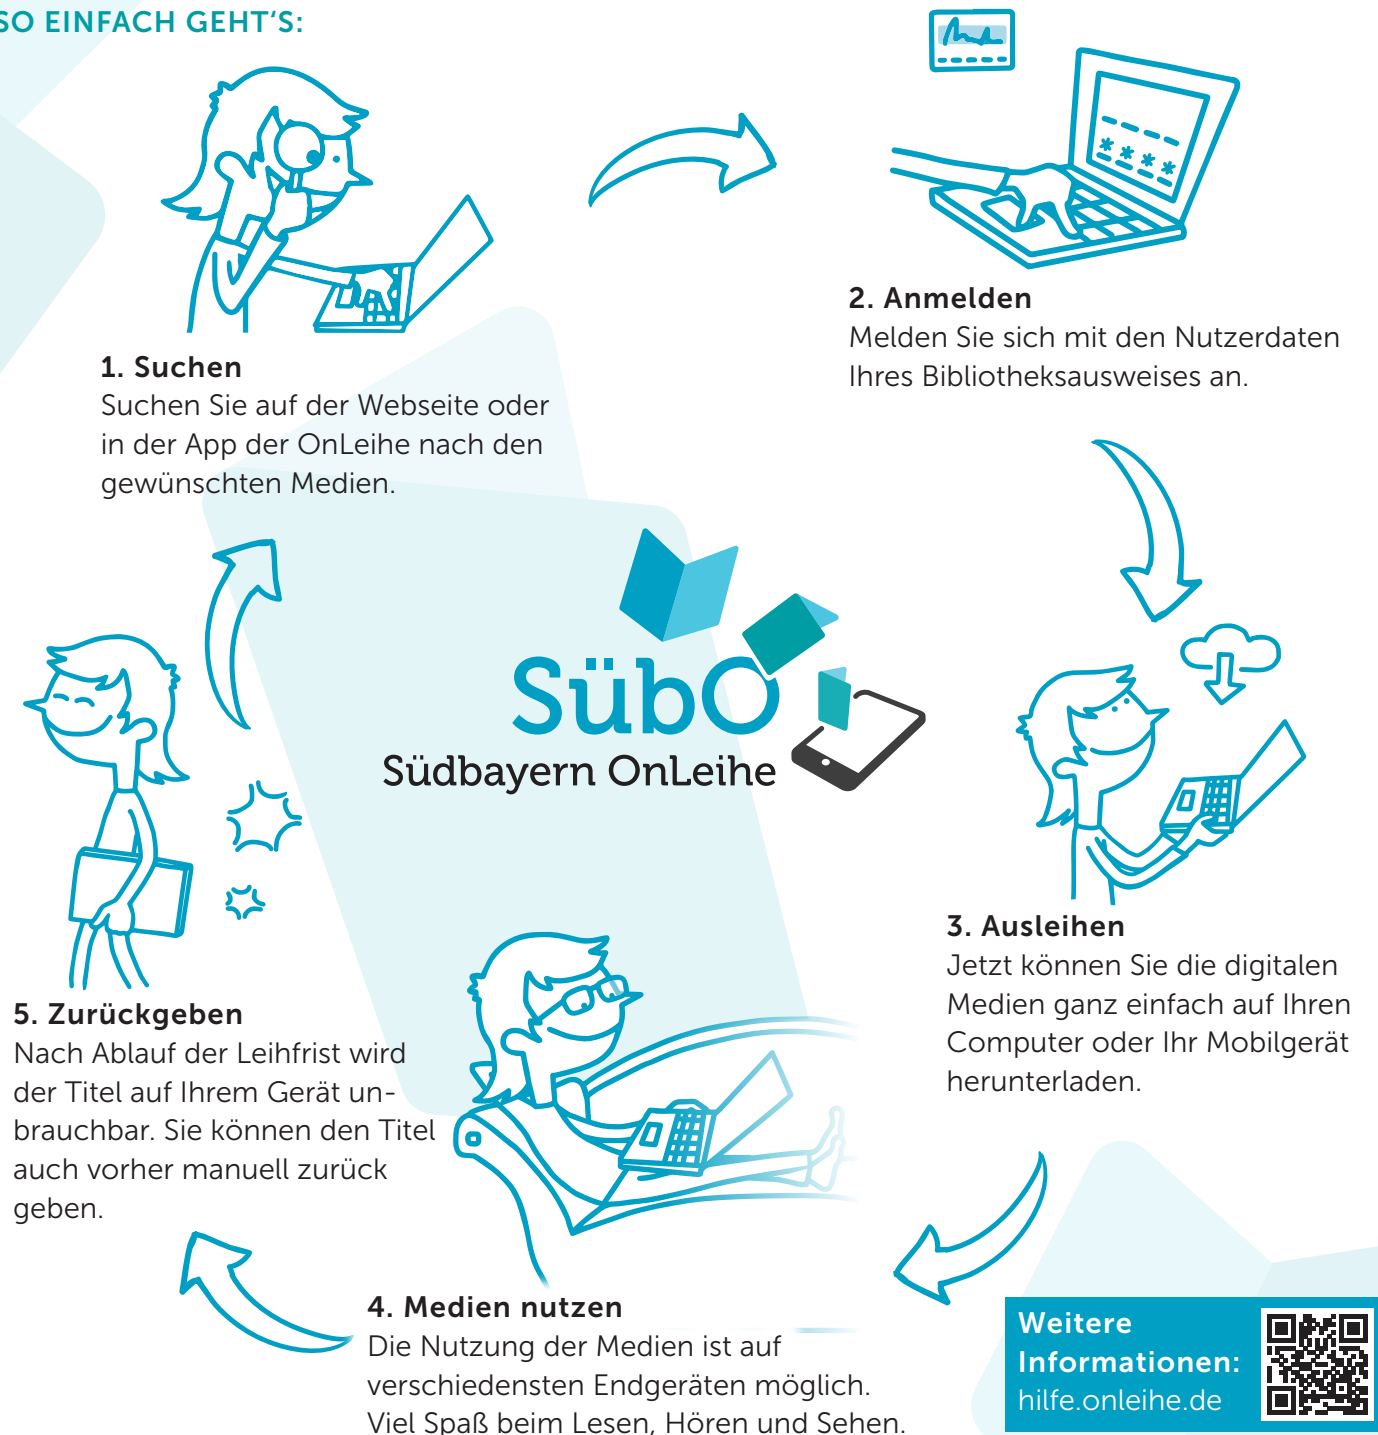 SO EINFACH GEHT'S:
1. Suchen
Suchen Sie auf der Webseite oder
in der App der OnLeihe nach den
gewünschten Medien.
2. Anmelden
Melden Sie sich mit den Nutzerdaten
Ihres Bibliotheksausweises an.
SübO
Südbayern OnLeihe
3. Ausleihen
Jetzt können Sie die digitalen
Medien ganz einfach auf Ihren
Computer oder Ihr Mobilgerät
herunterladen.
4. Medien nutzen
Die Nutzung der Medien ist auf
verschiedensten Endgeräten möglich.
Viel Spaß beim Lesen, Hören und Sehen.
5. Zurückgeben
Nach Ablauf der Leihfrist wird
der Titel auf Ihrem Gerät un-
brauchbar. Sie können den Titel
auch vorher manuell zurück
geben.
Weitere
Informationen:
hilfe.onleihe.de